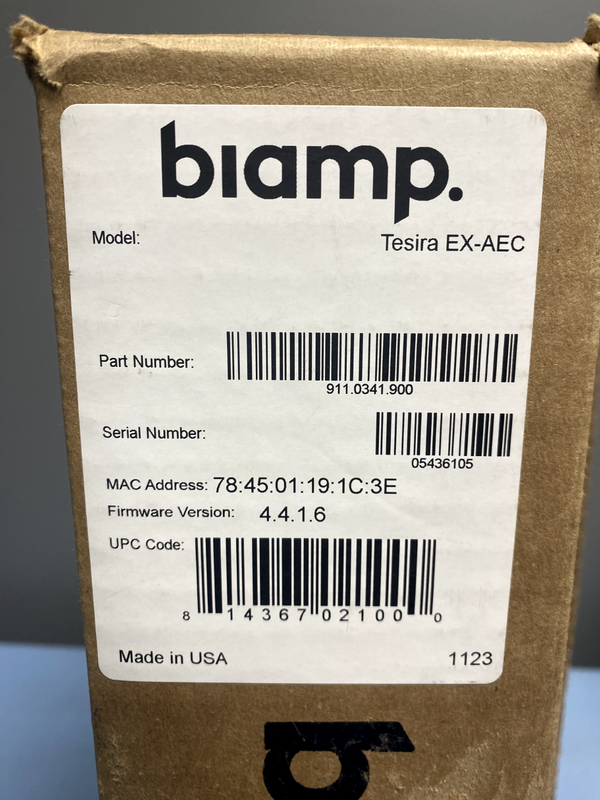 biamp.
Model: Tesira EX-AEC
Part Number:
911.0341.900
Serial Number:
05436105
MAC Address: 78:45:01:19:1C:3E
Firmware Version: 4.4.1.6
UPC Code:
8 14367 02100 0
Made in USA 1123